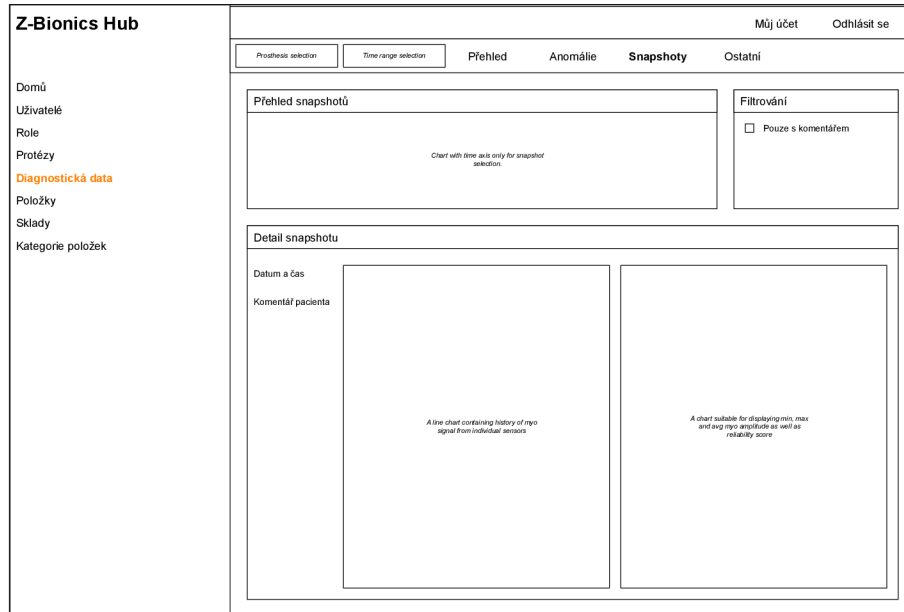 Z-Bionics Hub
Můj účet
Odhlásit se
Prosthesis selection
Time range selection
Přehled
Anomálie
Snapshoty
Ostatní
Domů
Uživatelé
Role
Protézy
Diagnostická data
Položky
Sklady
Kategorie položek
Přehled snapshotů
Chart with time axis only for snapshot
selection.
Filtrování
Pouze s komentářem
Detail snapshotu
Datum a čas
Komentář pacienta
A line chart containing history of myo
signal from individual sensors
A chart suitable for displaying min, max
and avg myo amplitude as well as
reliability score